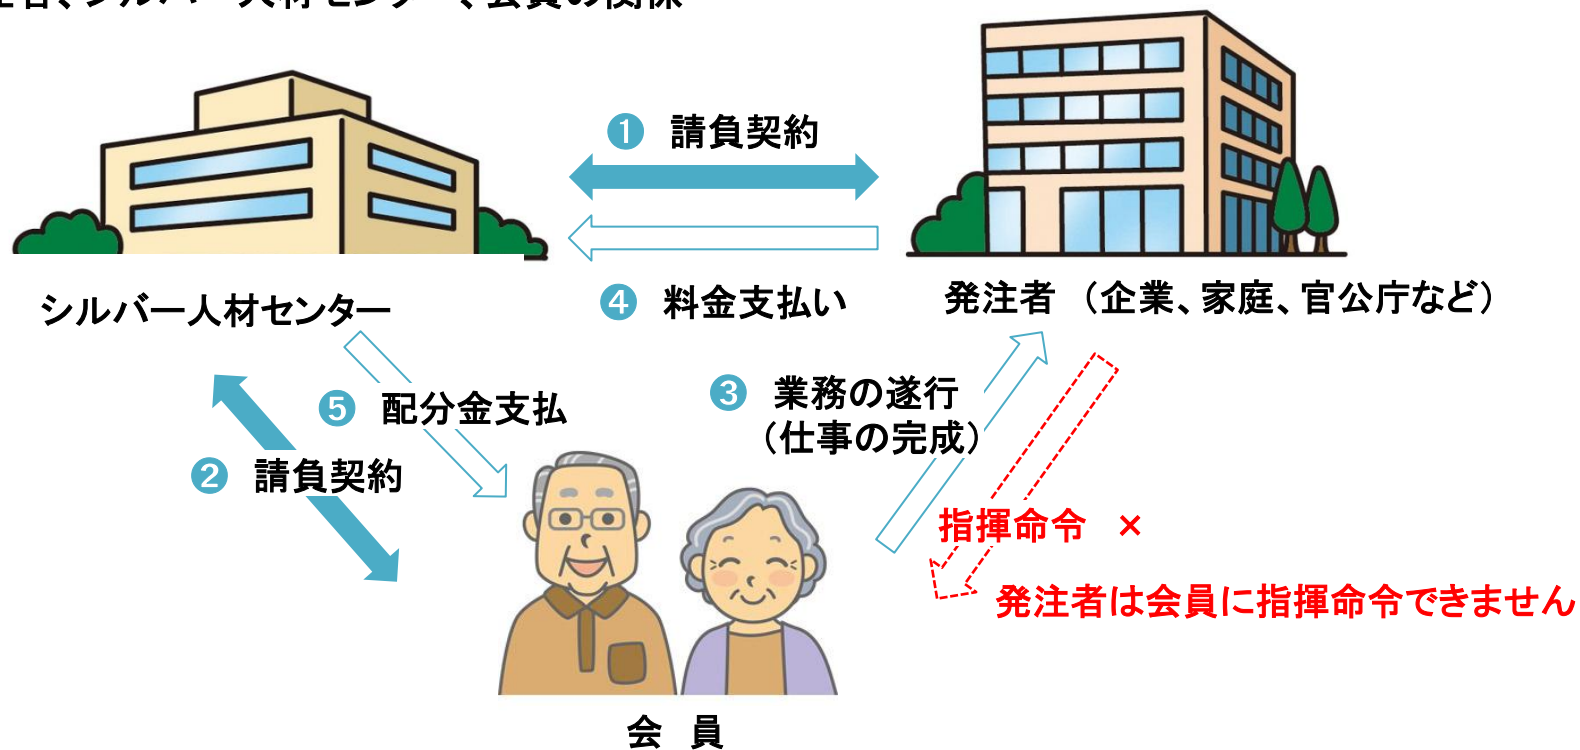 ❶ 請負契約
❹ 料金支払い
シルバー人材センター
発注者 （企業、家庭、官公庁など）
❺ 配分金支払
❸ 業務の遂行
（仕事の完成）
❷ 請負契約
指揮命令 ×
発注者は会員に指揮命令できません
会 員